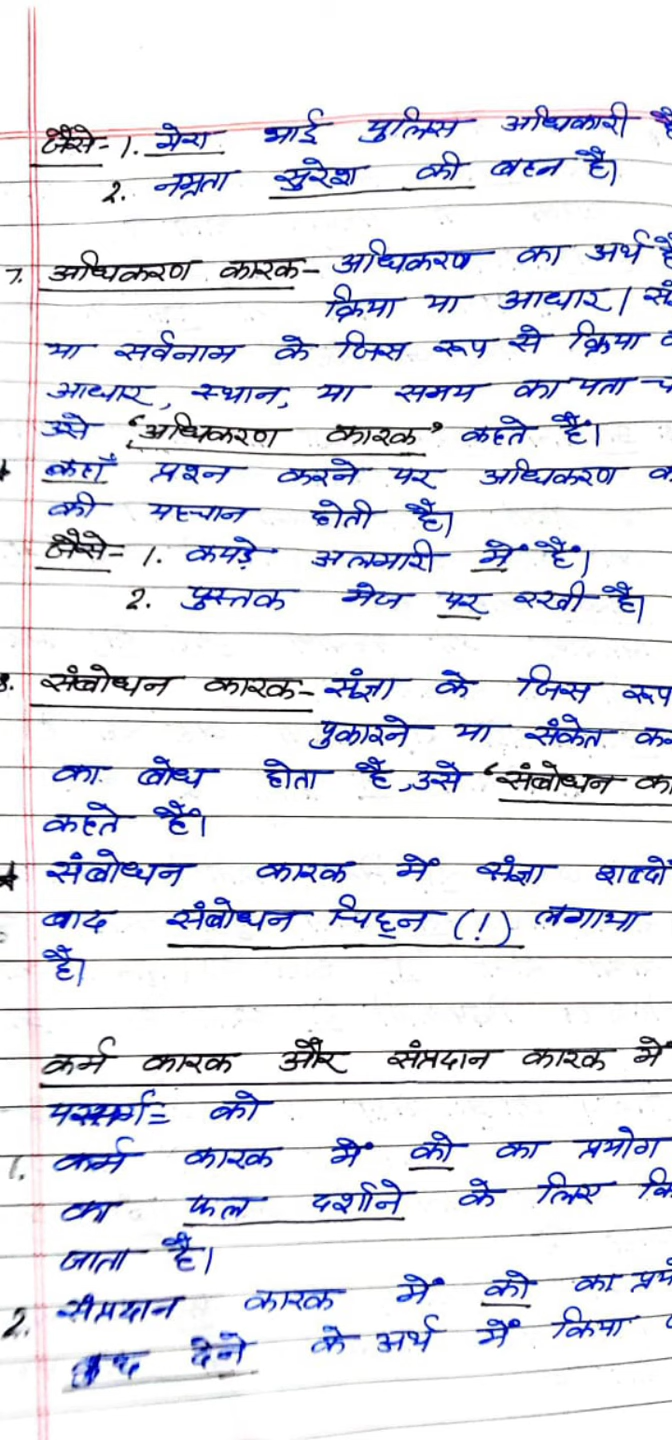 जैसे- 1. मेरा भाई पुलिस अधिकारी है
2. नम्रता सुरेश की बहन है।
7. अधिकरण कारक- अधिकरण का अर्थ है
क्रिया या आधार। सं
या सर्वनाम के जिस रूप से क्रिया
आधार, स्थान, या समय का पता च
उसे 'अधिकरण कारक' कहते हैं।
कहाँ प्रश्न करने पर अधिकरण क
की पहचान होती है।
जैसे- 1. कपड़े अलमारी में हैं।
2. पुस्तक मेज पर रखी है।
8. संबोधन कारक- संज्ञा के जिस रूप
पुकारने या संकेत कर
का बोध होता है, उसे 'संबोधन का
कहते हैं।
संबोधन कारक में संज्ञा शब्दों
बाद संबोधन चिह्न (!) लगाया
है।
कर्म कारक और संप्रदान कारक में
परसर्ग= को
1. कर्म कारक में को का प्रयोग
का फल दर्शाने के लिए कि
जाता है।
2. संप्रदान कारक में को का प्रयो
कुछ देने के अर्थ में किया